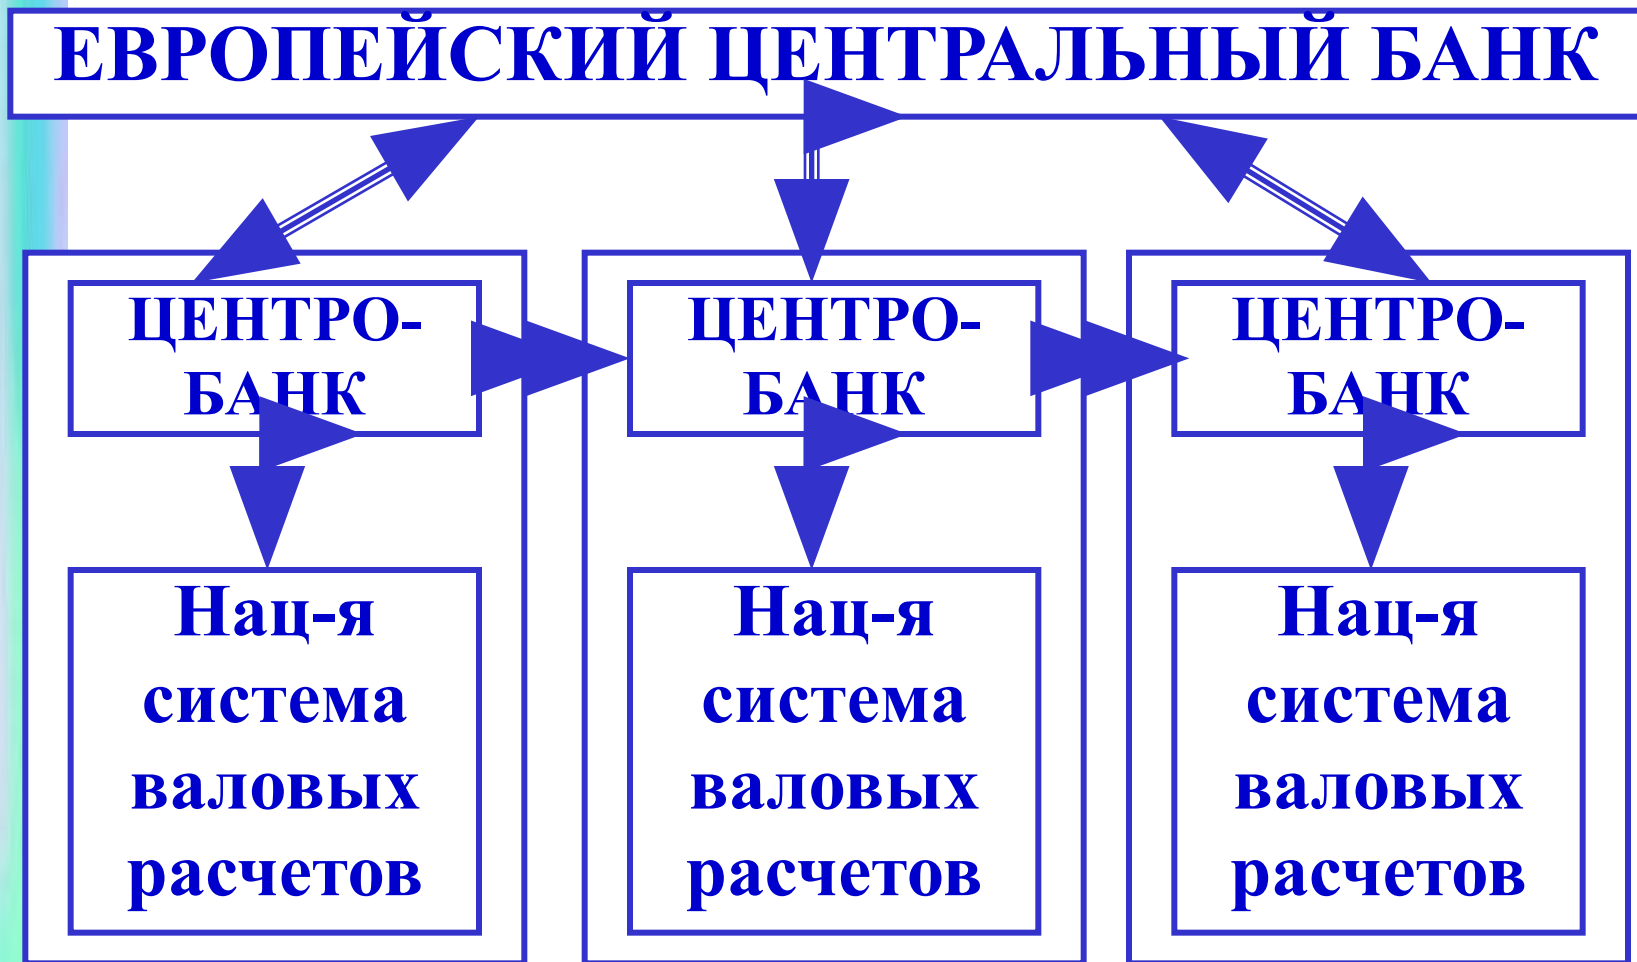 ЕВРОПЕЙСКИЙ ЦЕНТРАЛЬНЫЙ БАНК
ЦЕНТРО-
БАНК
Нац-я
система
валовых
расчетов
ЦЕНТРО-
БАНК
Нац-я
система
валовых
расчетов
ЦЕНТРО-
БАНК
Нац-я
система
валовых
расчетов